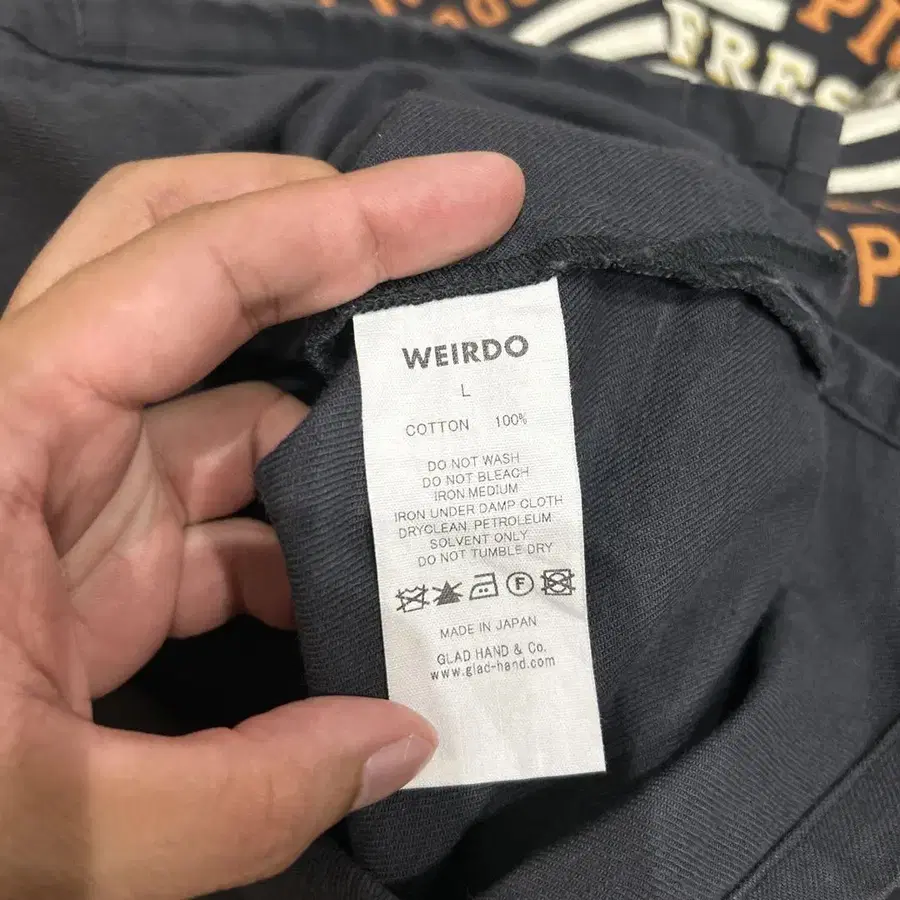 PI
FRES
P
WEIRDO
L
COTTON 100%
DO NOT WASH
DO NOT BLEACH
IRON MEDIUM
IRON UNDER DAMP CLOTH
DRYCLEAN, PETROLEUM
SOLVENT ONLY
DO NOT TUMBLE DRY
F
MADE IN JAPAN
GLAD HAND & Co.
www.glad-hand.com